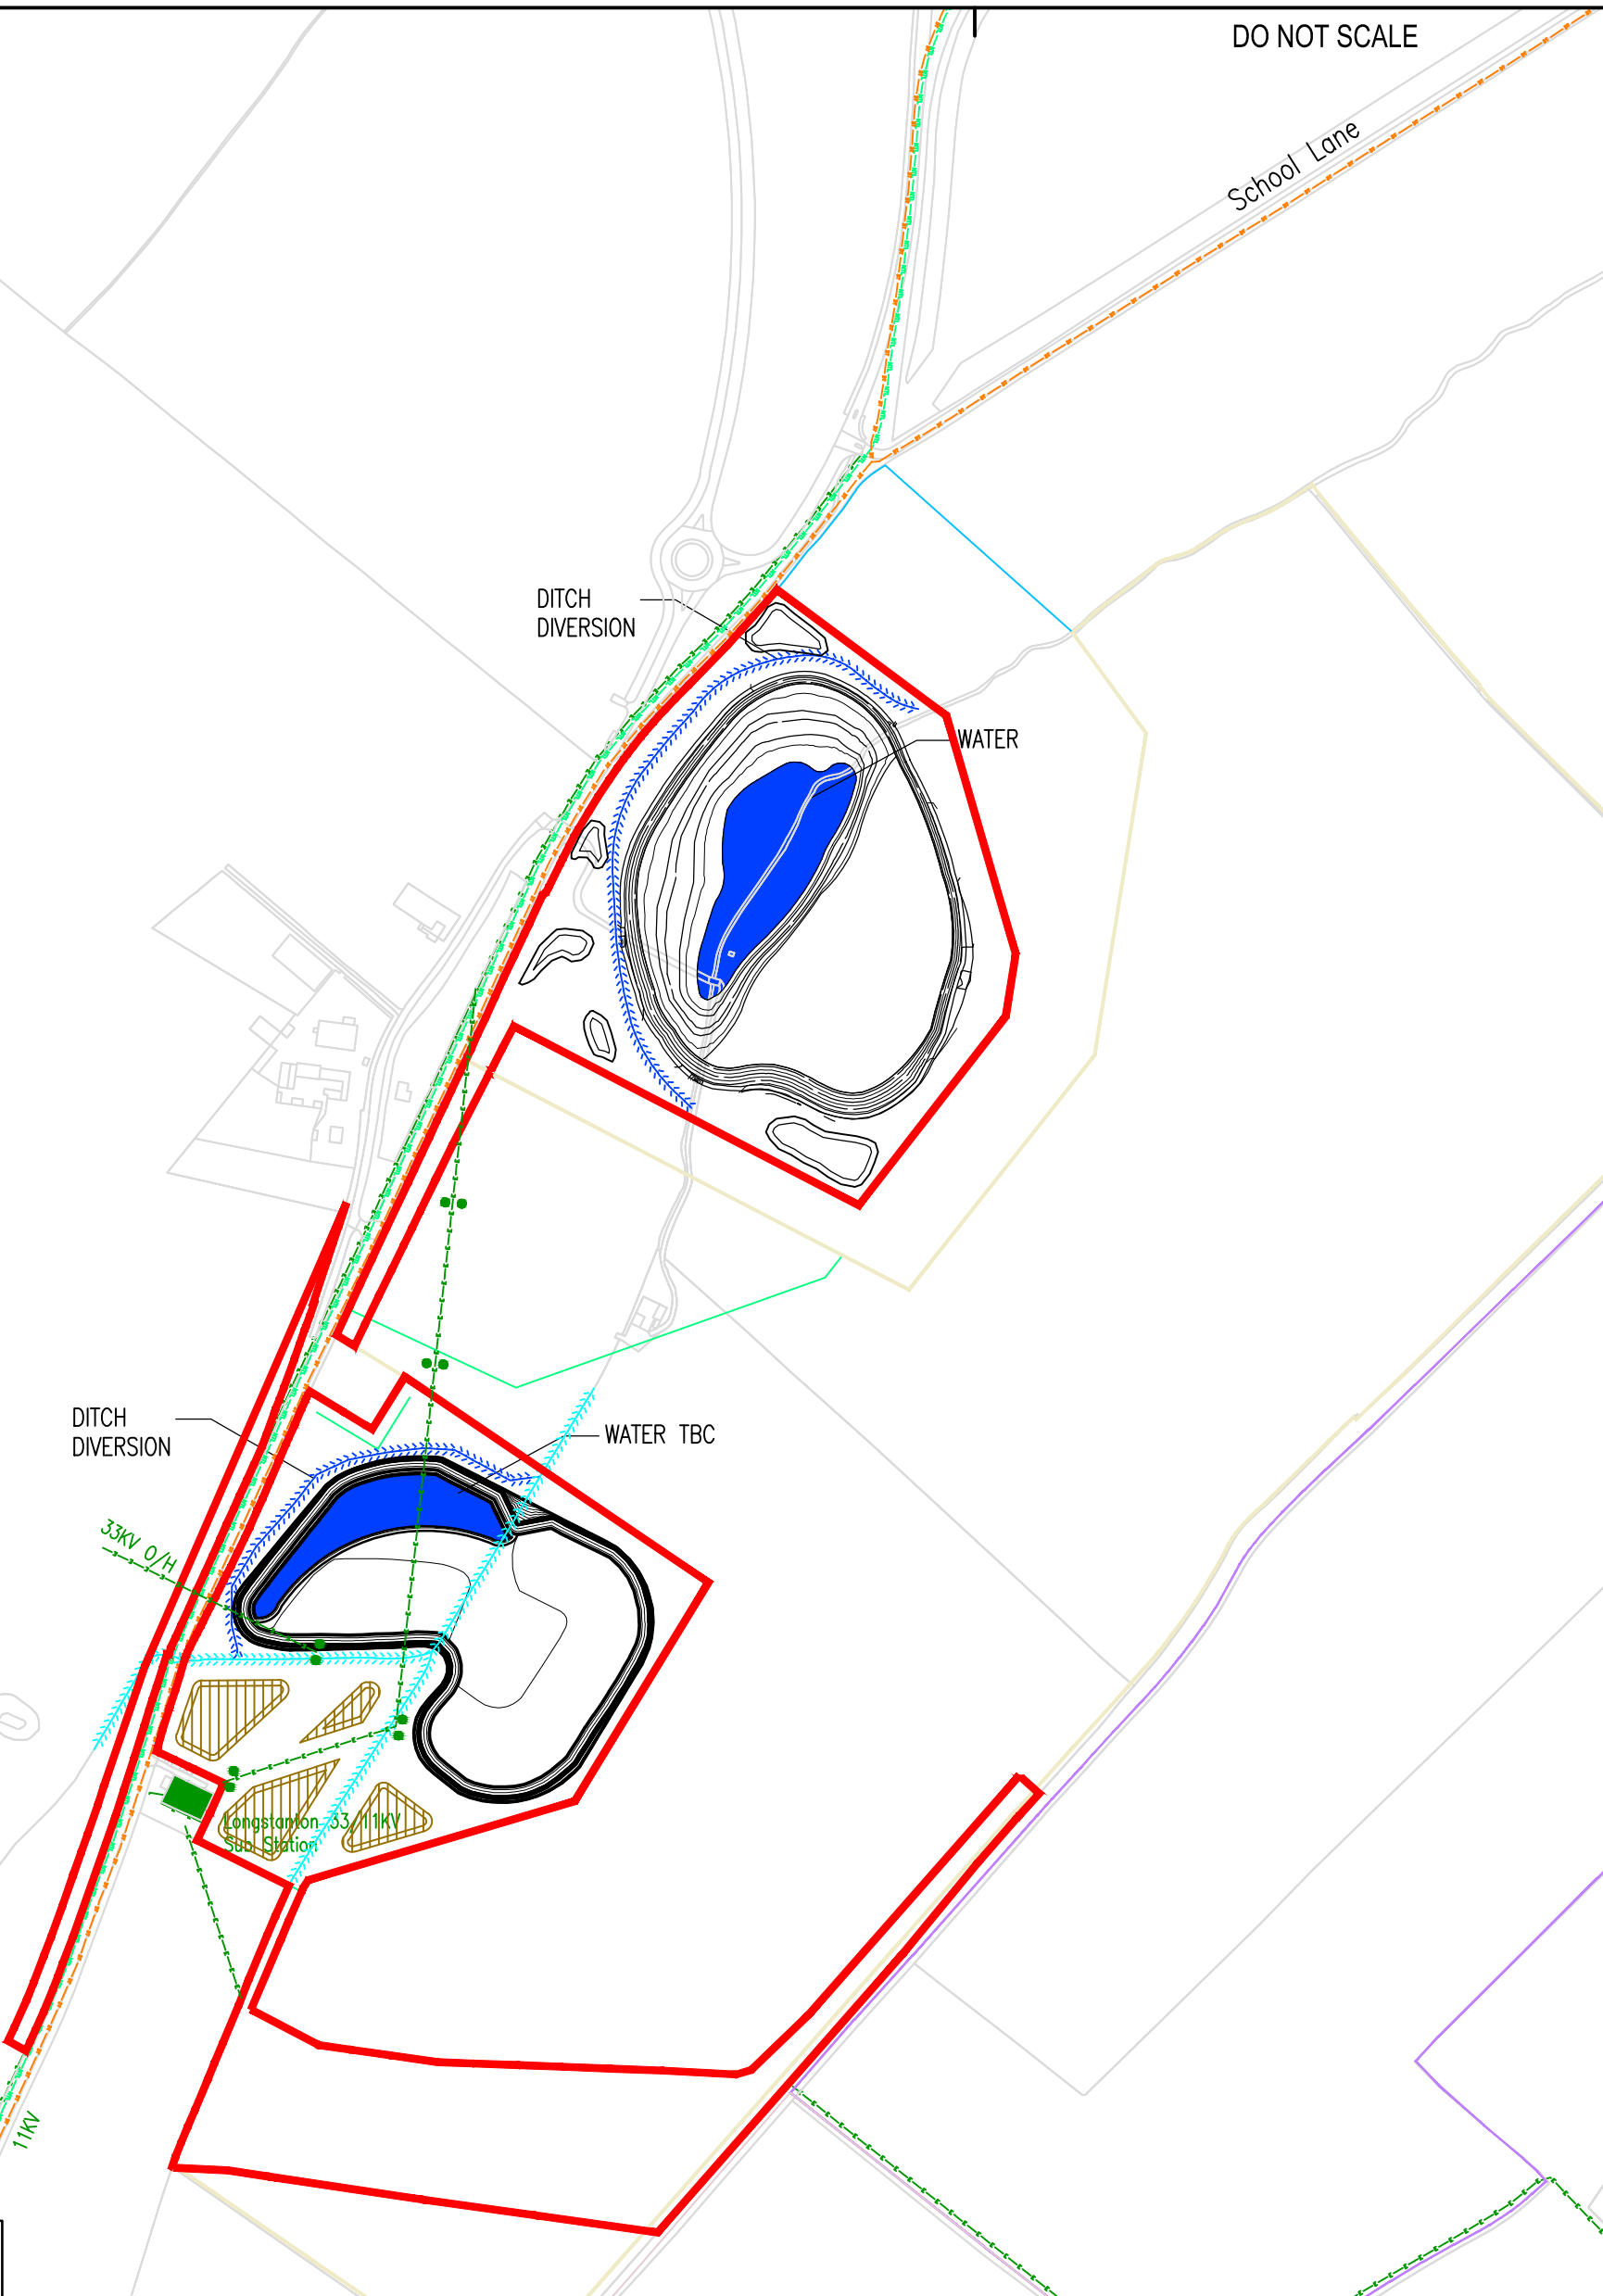 DO NOT SCALE
School Lane
DITCH
DIVERSION
WATER
DITCH
DIVERSION
WATER TBC
33KV O/H
Longstanton 33/11KV
Sub Station
11KV